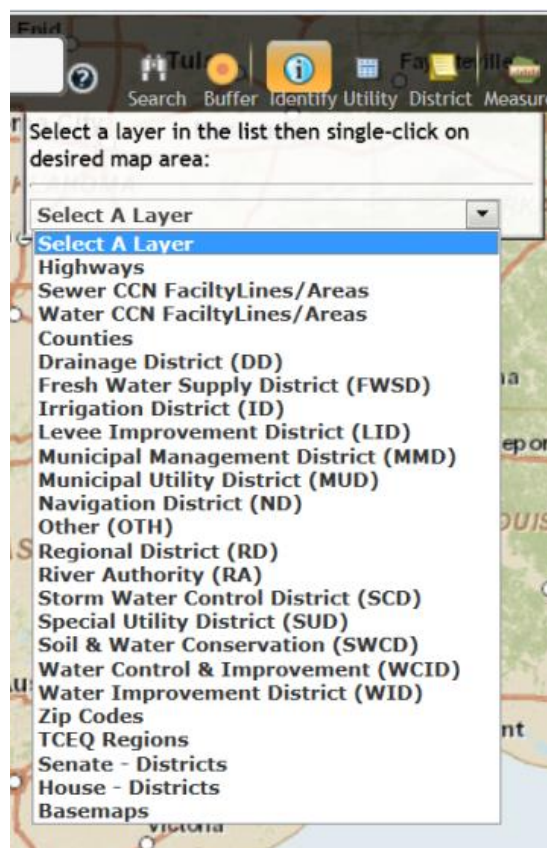 Enid
Search Buffer Identify Utility District Measur
Select a layer in the list then single-click on
desired map area:
Select A Layer
Select A Layer
Highways
Sewer CCN FaciltyLines/Areas
Water CCN FaciltyLines/Areas
Counties
Drainage District (DD)
Fresh Water Supply District (FWSD)
Irrigation District (ID)
Levee Improvement District (LID)
Municipal Management District (MMD)
Municipal Utility District (MUD)
Navigation District (ND)
Other (OTH)
Regional District (RD)
River Authority (RA)
Storm Water Control District (SCD)
Special Utility District (SUD)
Soil & Water Conservation (SWCD)
Water Control & Improvement (WCID)
Water Improvement District (WID)
Zip Codes
TCEQ Regions
Senate - Districts
House - Districts
Basemaps
Victoria